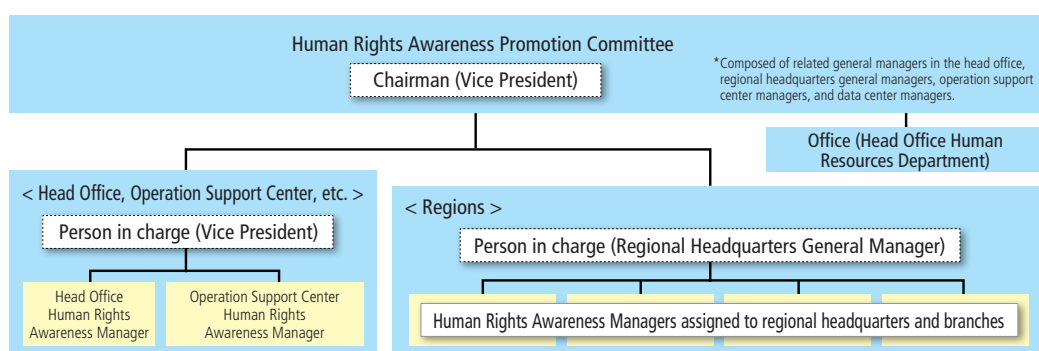 Human Rights Awareness Promotion Committee
Chairman (Vice President)
*Composed of related general managers in the head office,
regional headquarters general managers, operation support
center managers, and data center managers.
Office (Head Office Human
Resources Department)
< Head Office, Operation Support Center, etc. >
Person in charge (Vice President)
Head Office
Human Rights
Awareness Manager
Operation Support Center
Human Rights
Awareness Manager
< Regions >
Person in charge (Regional Headquarters General Manager)
Human Rights Awareness Managers assigned to regional headquarters and branches